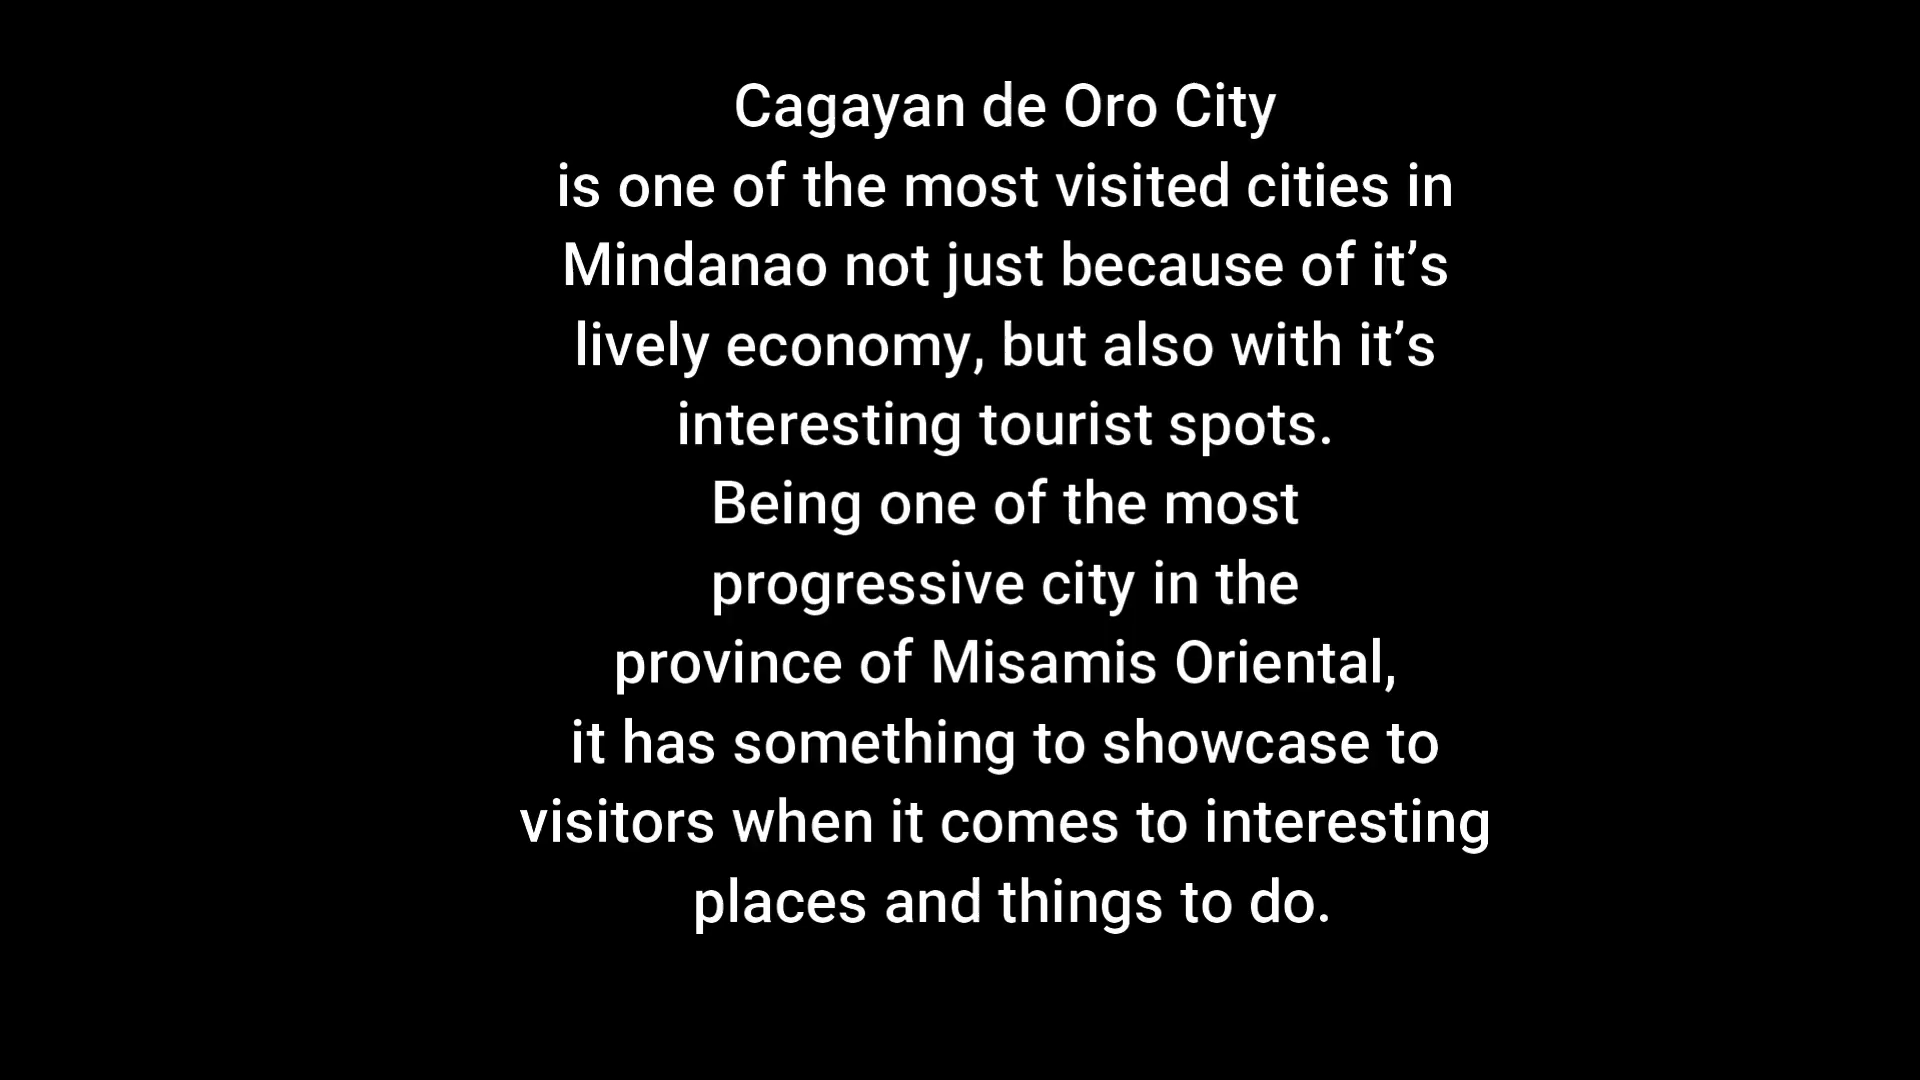 Cagayan de Oro City
is one of the most visited cities in
Mindanao not just because of it’s
lively economy, but also with it’s
interesting tourist spots.
Being one of the most
progressive city in the
province of Misamis Oriental,
it has something to showcase to
visitors when it comes to interesting
places and things to do.